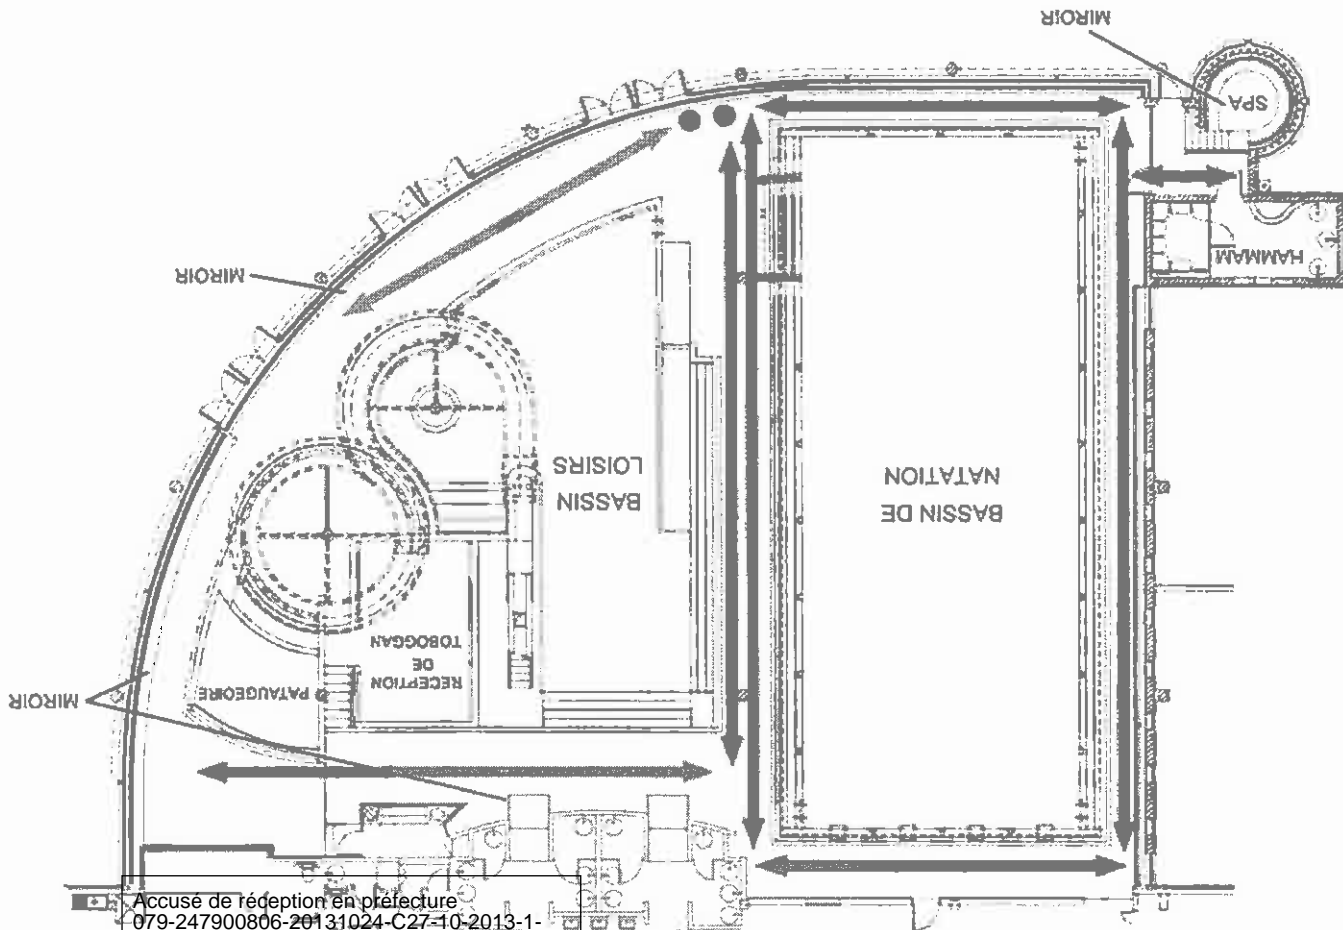 MIROIR
SPA
HAMMAM
MIROIR
BASSIN
LOISIRS
BASSIN DE
NATATION
RECEPTION
DE
TOBOGGAN
PATAUGEOIRE
MIROIR
Accusé de réception en préfecture
079-247900806-20131024-C27-10-2013-1-